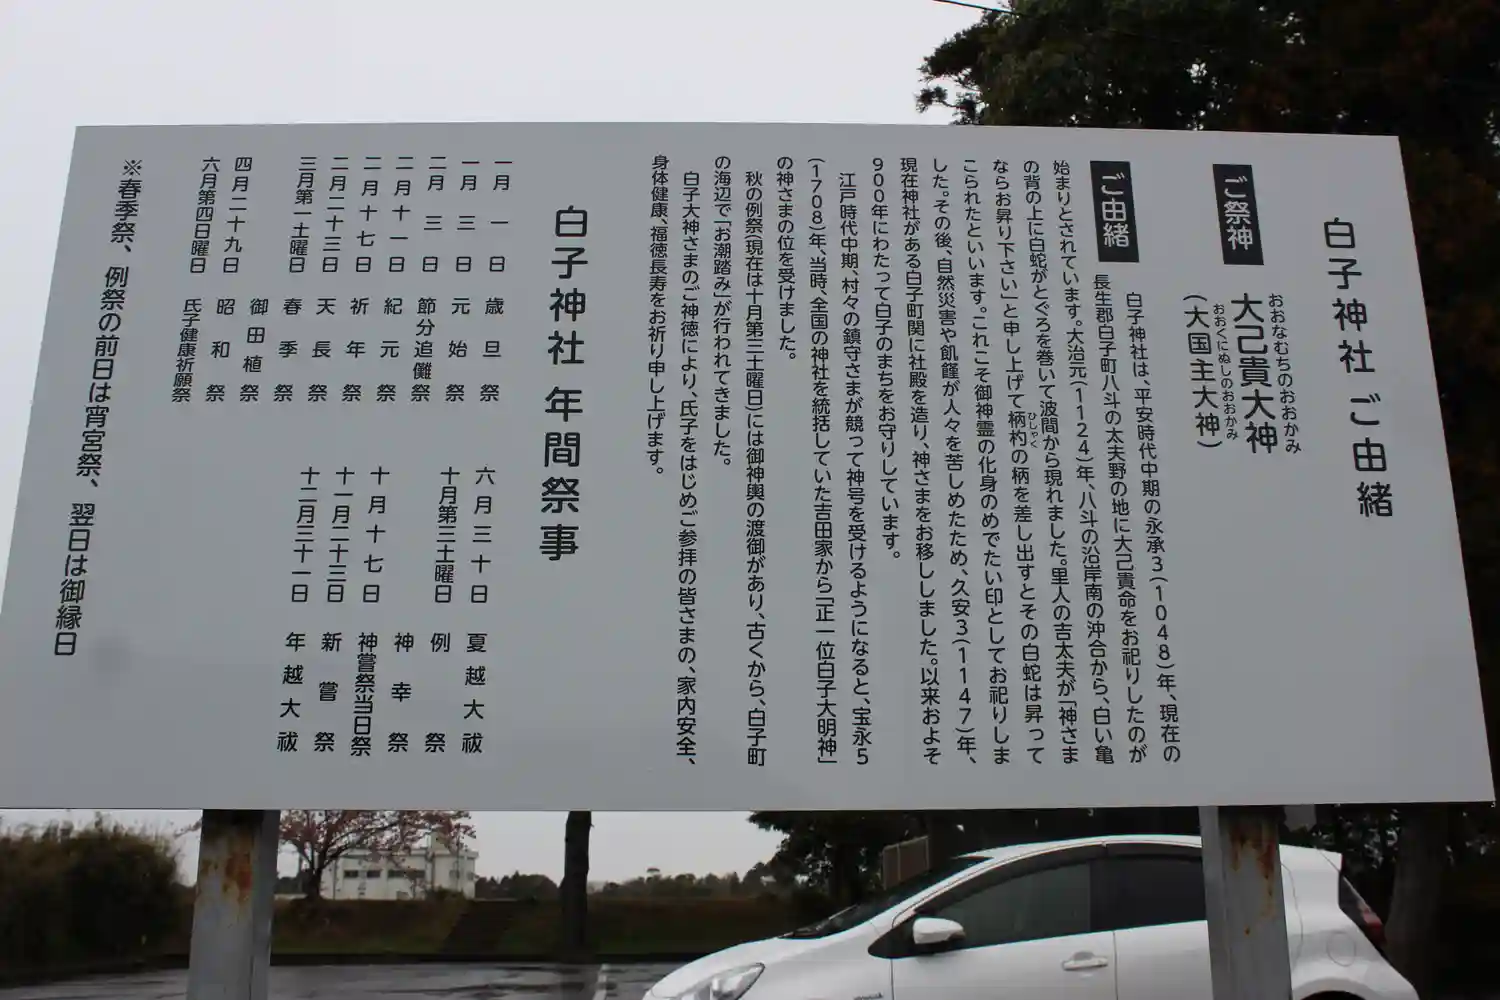 白子神社 ご由緒
ご祭神
おおなむちのおおかみ
大己貴大神
おおくにぬしのおおかみ
（大国主大神）
ご由緒
白子神社は、平安時代中期の永承3（1048）年、現在の
長生郡白子町八斗の太夫野の地に大己貴命をお祀りしたのが
始まりとされています。大治元（1124）年、八斗の沿岸南の沖合から、白い亀
の背の上に白蛇がとぐろを巻いて波間から現れました。里人の吉太夫が「神さま
ひしゃく
ならお昇り下さい」と申し上げて柄杓の柄を差し出すとその白蛇は昇って
こられたといいます。これこそ御神霊の化身のめでたい印としてお祀りしま
した。その後、自然災害や飢饉が人々を苦しめたため、久安3（1147）年、
現在神社がある白子町関に社殿を造り、神さまをお移ししました。以来およそ
900年にわたって白子のまちをお守りしています。
江戸時代中期、村々の鎮守さまが競って神号を受けるようになると、宝永5
（1708）年、当時、全国の神社を統括していた吉田家から「正一位白子大明神」
の神さまの位を受けました。
秋の例祭（現在は十月第三土曜日）には御神輿の渡御があり、古くから、白子町
の海辺で「お潮踏み」が行われてきました。
白子大神さまのご神徳により、氏子をはじめご参拝の皆さまの、家内安全、
身体健康、福徳長寿をお祈り申し上げます。
白子神社 年間祭事
一月 一 日 歳旦祭
一月 三 日 元始祭
二月 三 日 節分追儺祭
二月十一日 紀元祭
二月十七日 祈年祭
二月二十三日 天長祭
三月第一土曜日 春季祭
御田植祭
四月二十九日 昭和祭
六月第四日曜日 氏子健康祈願祭
六月三十日 夏越大祓
十月第三土曜日 例祭
神幸祭
十月十七日 神嘗祭当日祭
十一月二十三日 新嘗祭
十二月三十一日 年越大祓
※春季祭、例祭の前日は宵宮祭、翌日は御縁日